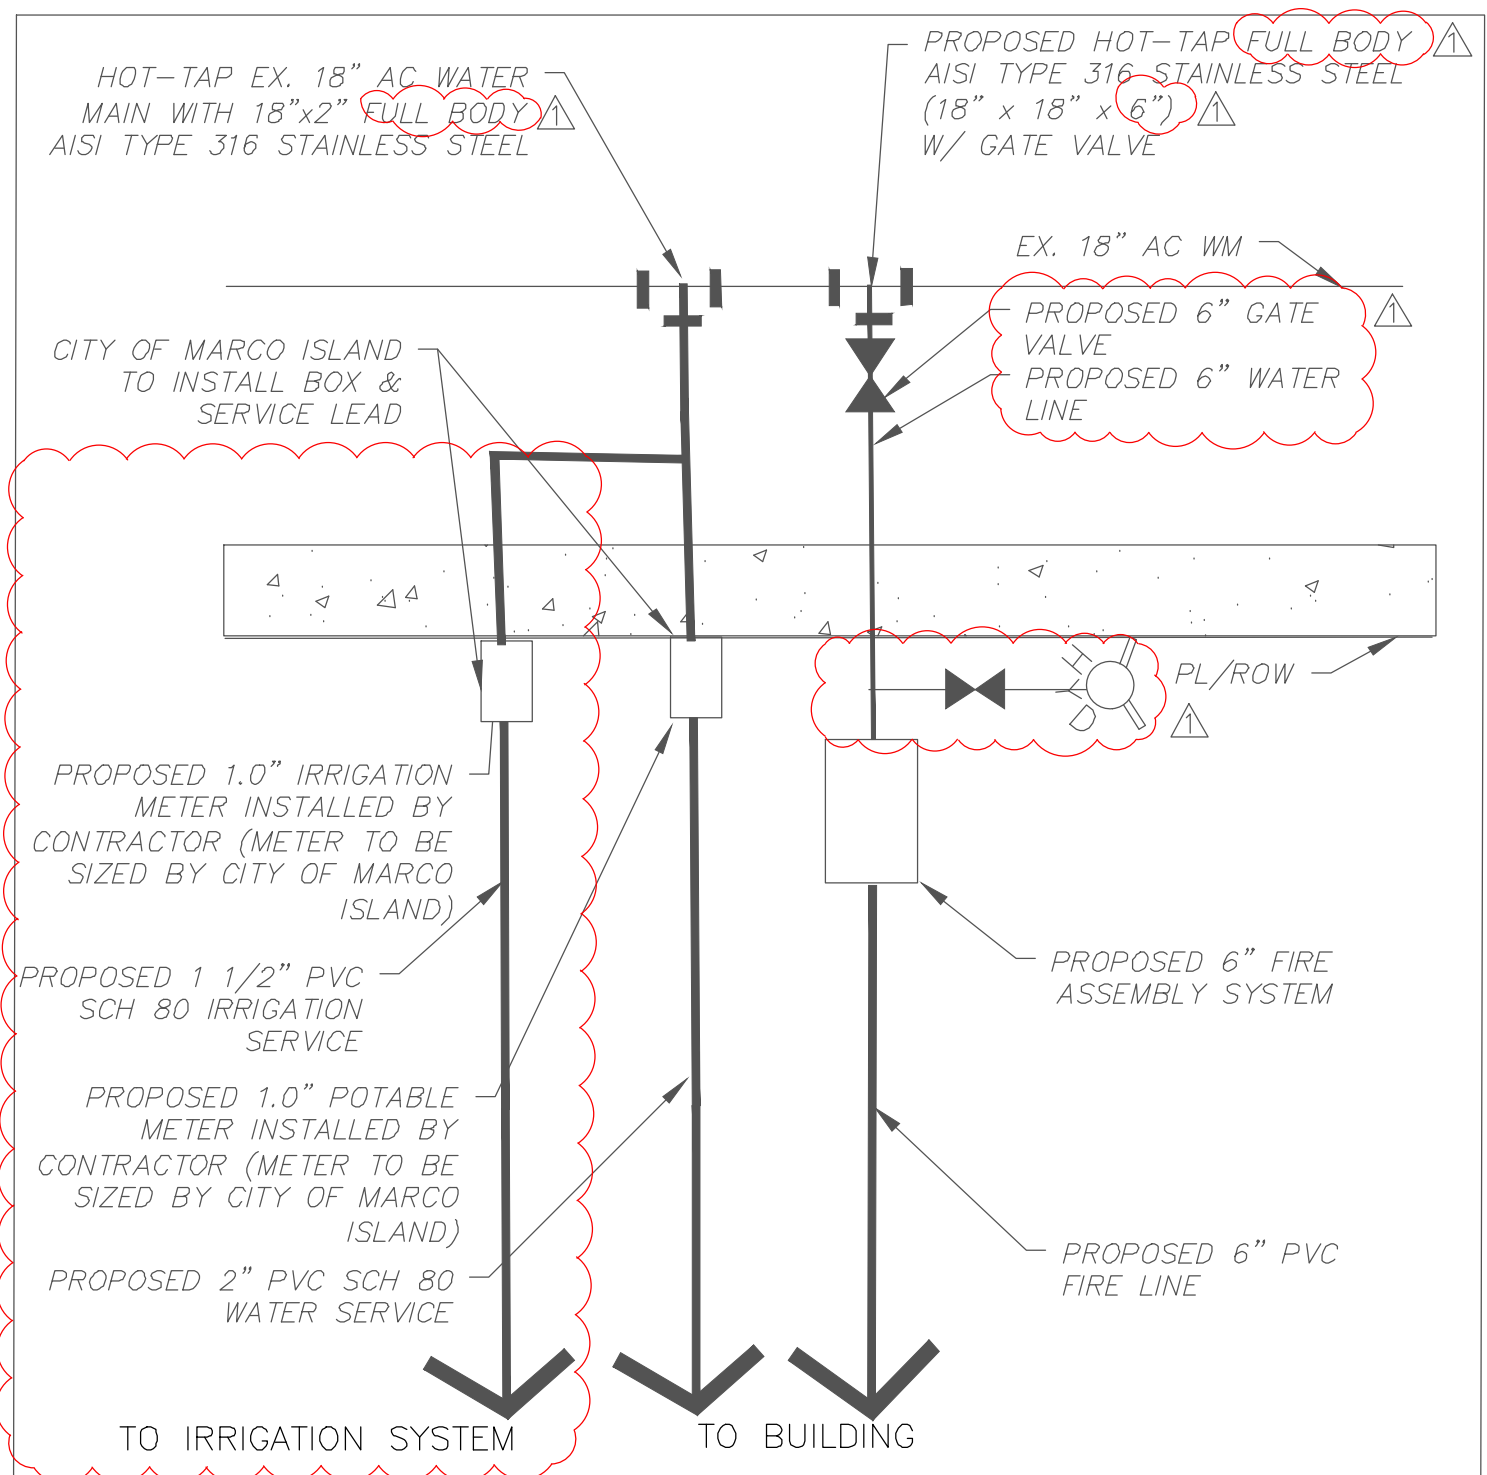 HOT-TAP EX. 18" AC WATER
MAIN WITH 18"x2" FULL BODY 1
AISI TYPE 316 STAINLESS STEEL
PROPOSED HOT-TAP FULL BODY 1
AISI TYPE 316 STAINLESS STEEL
(18" x 18" x 6") 1
W/ GATE VALVE
EX. 18" AC WM
PROPOSED 6" GATE 1
VALVE
PROPOSED 6" WATER
LINE
CITY OF MARCO ISLAND
TO INSTALL BOX &
SERVICE LEAD
HYD
PL/ROW
1
PROPOSED 1.0" IRRIGATION
METER INSTALLED BY
CONTRACTOR (METER TO BE
SIZED BY CITY OF MARCO
ISLAND)
PROPOSED 1 1/2" PVC
SCH 80 IRRIGATION
SERVICE
PROPOSED 6" FIRE
ASSEMBLY SYSTEM
PROPOSED 1.0" POTABLE
METER INSTALLED BY
CONTRACTOR (METER TO BE
SIZED BY CITY OF MARCO
ISLAND)
PROPOSED 2" PVC SCH 80
WATER SERVICE
PROPOSED 6" PVC
FIRE LINE
TO IRRIGATION SYSTEM
TO BUILDING